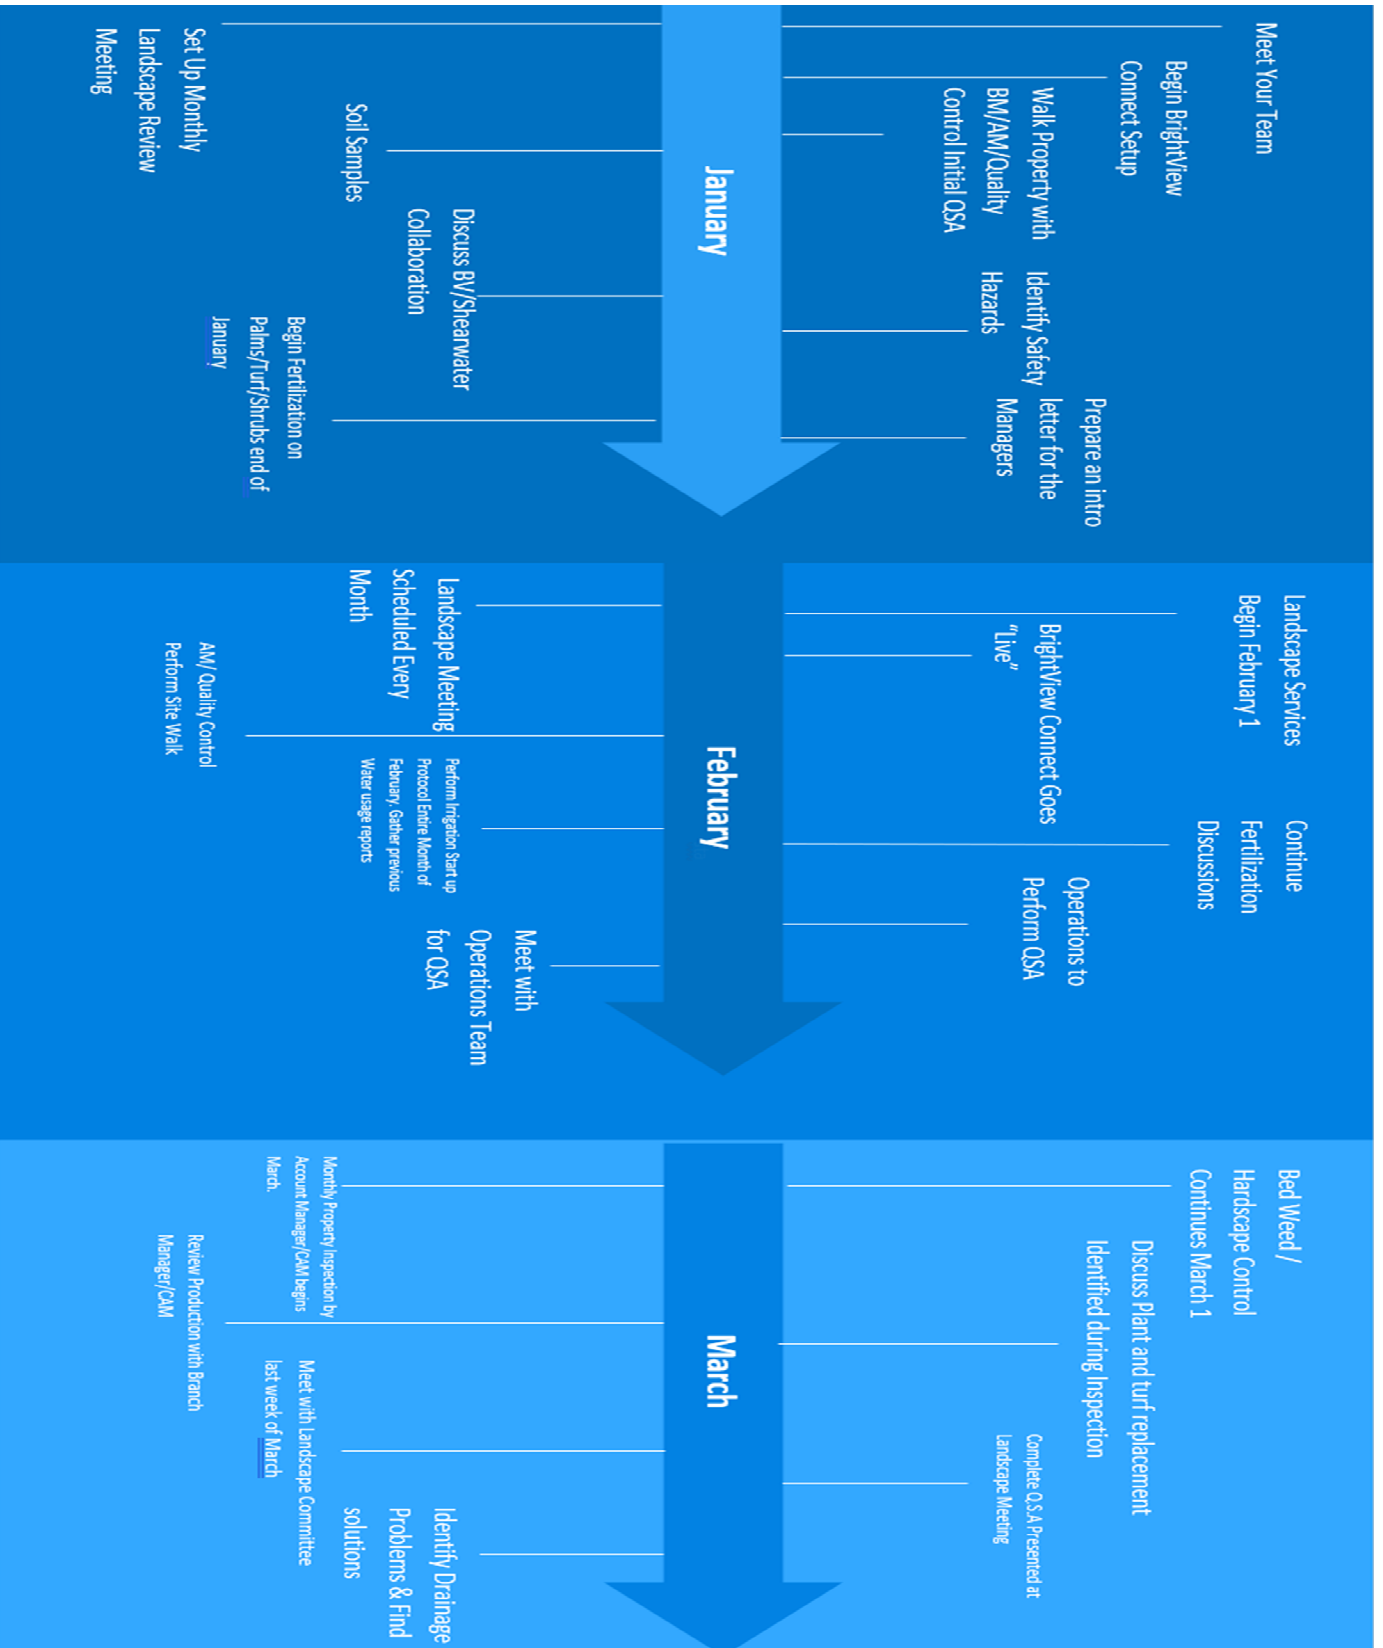 Meet Your Team
Begin BrightView
Connect Setup
Walk Property with
BM/AM/Quality
Control Initial QSA
Identify Safety
Hazards
Prepare an intro
letter for the
Managers
January
Set Up Monthly
Landscape Review
Meeting
Soil Samples
Discuss BV/Shearwater
Collaboration
Begin Fertilization on
Palms/Turf/Shrubs end of
January
Landscape Services
Begin February 1
BrightView Connect Goes
“Live”
Continue
Fertilization
Discussions
Operations to
Perform QSA
February
Landscape Meeting
Scheduled Every
Month
AM/ Quality Control
Perform Site Walk
Perform Irrigation Start up
Protocol Entire Month of
February. Gather previous
Water usage reports
Meet with
Operations Team
for QSA
Bed Weed /
Hardscape Control
Continues March 1
Discuss Plant and turf replacement
Identified during Inspection
Complete Q.S.A Presented at
Landscape Meeting
March
Monthly Property Inspection by
Account Manager/CAM begins
March.
Review Production with Branch
Manager/CAM
Meet with Landscape Committee
last week of March
Identify Drainage
Problems & Find
solutions